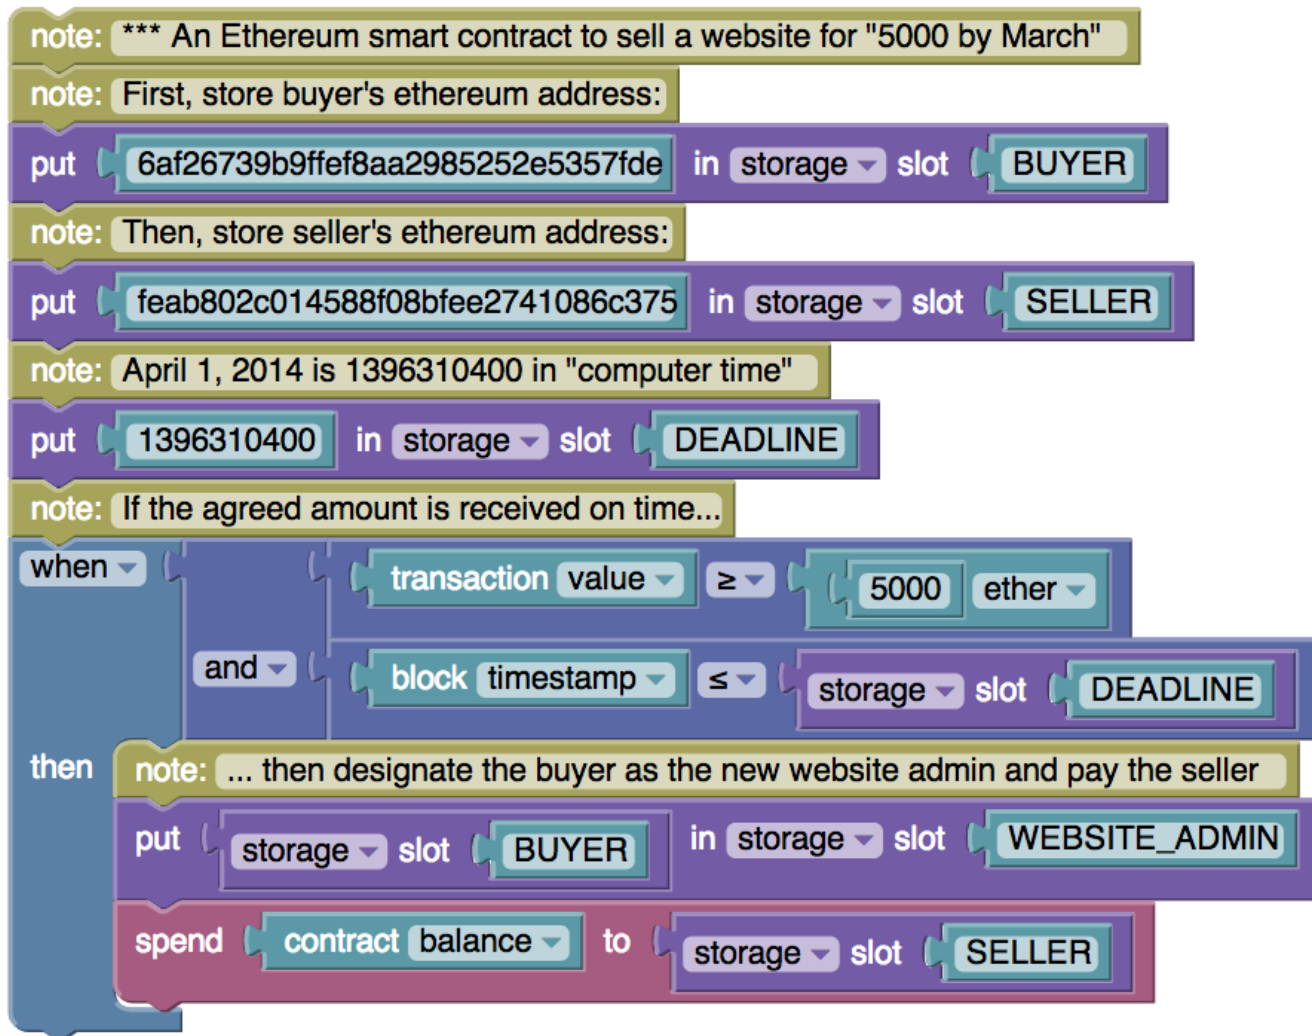 note: *** An Ethereum smart contract to sell a website for "5000 by March"
note: First, store buyer's ethereum address:
put 6af26739b9ffef8aa2985252e5357fde in storage slot BUYER
note: Then, store seller's ethereum address:
put feab802c014588f08bfee2741086c375 in storage slot SELLER
note: April 1, 2014 is 1396310400 in "computer time"
put 1396310400 in storage slot DEADLINE
note: If the agreed amount is received on time...
when transaction value ≥ 5000 ether
and block timestamp ≤ storage slot DEADLINE
then note: ... then designate the buyer as the new website admin and pay the seller
put storage slot BUYER in storage slot WEBSITE_ADMIN
spend contract balance to storage slot SELLER